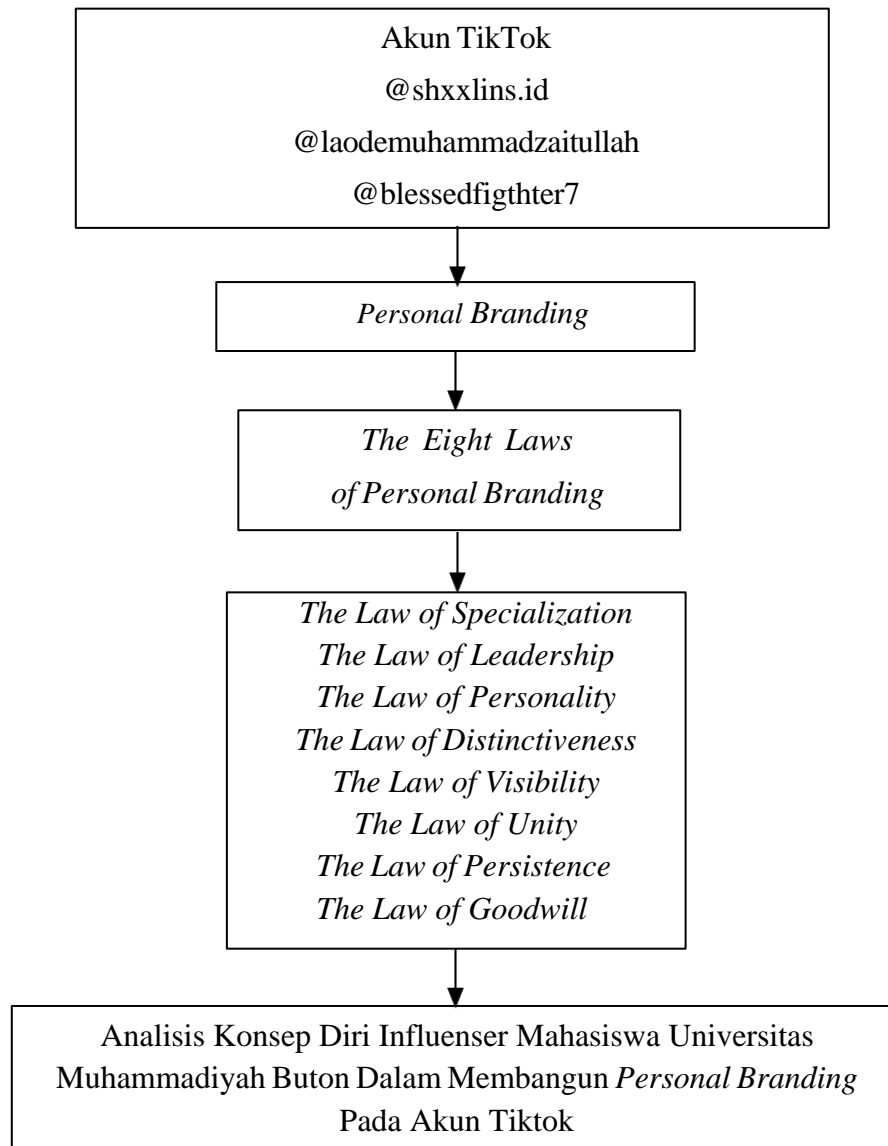 Akun TikTok
@shxxlins.id
@laodemuhammadzaitullah
@blessedfigthter7
Personal Branding
The Eight Laws
of Personal Branding
The Law of Specialization
The Law of Leadership
The Law of Personality
The Law of Distinctiveness
The Law of Visibility
The Law of Unity
The Law of Persistence
The Law of Goodwill
Analisis Konsep Diri Influenser Mahasiswa Universitas
Muhammadiyah Buton Dalam Membangun Personal Branding
Pada Akun Tiktok